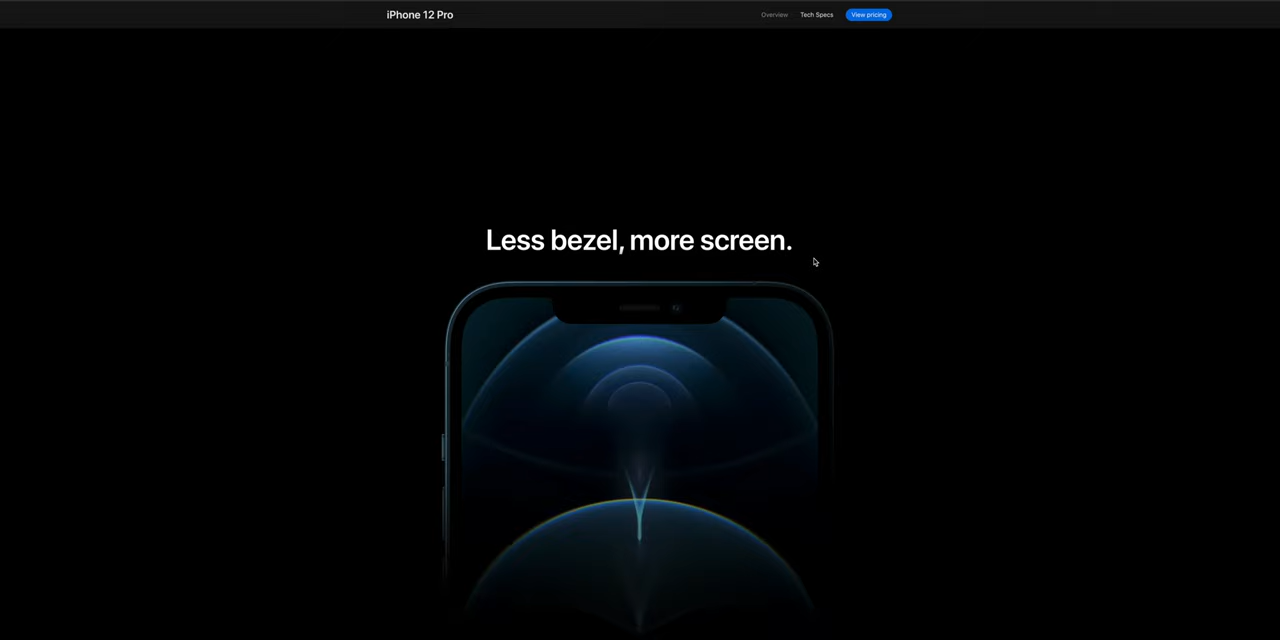 iPhone 12 Pro
Overview
Tech Specs
View pricing
Less bezel, more screen.